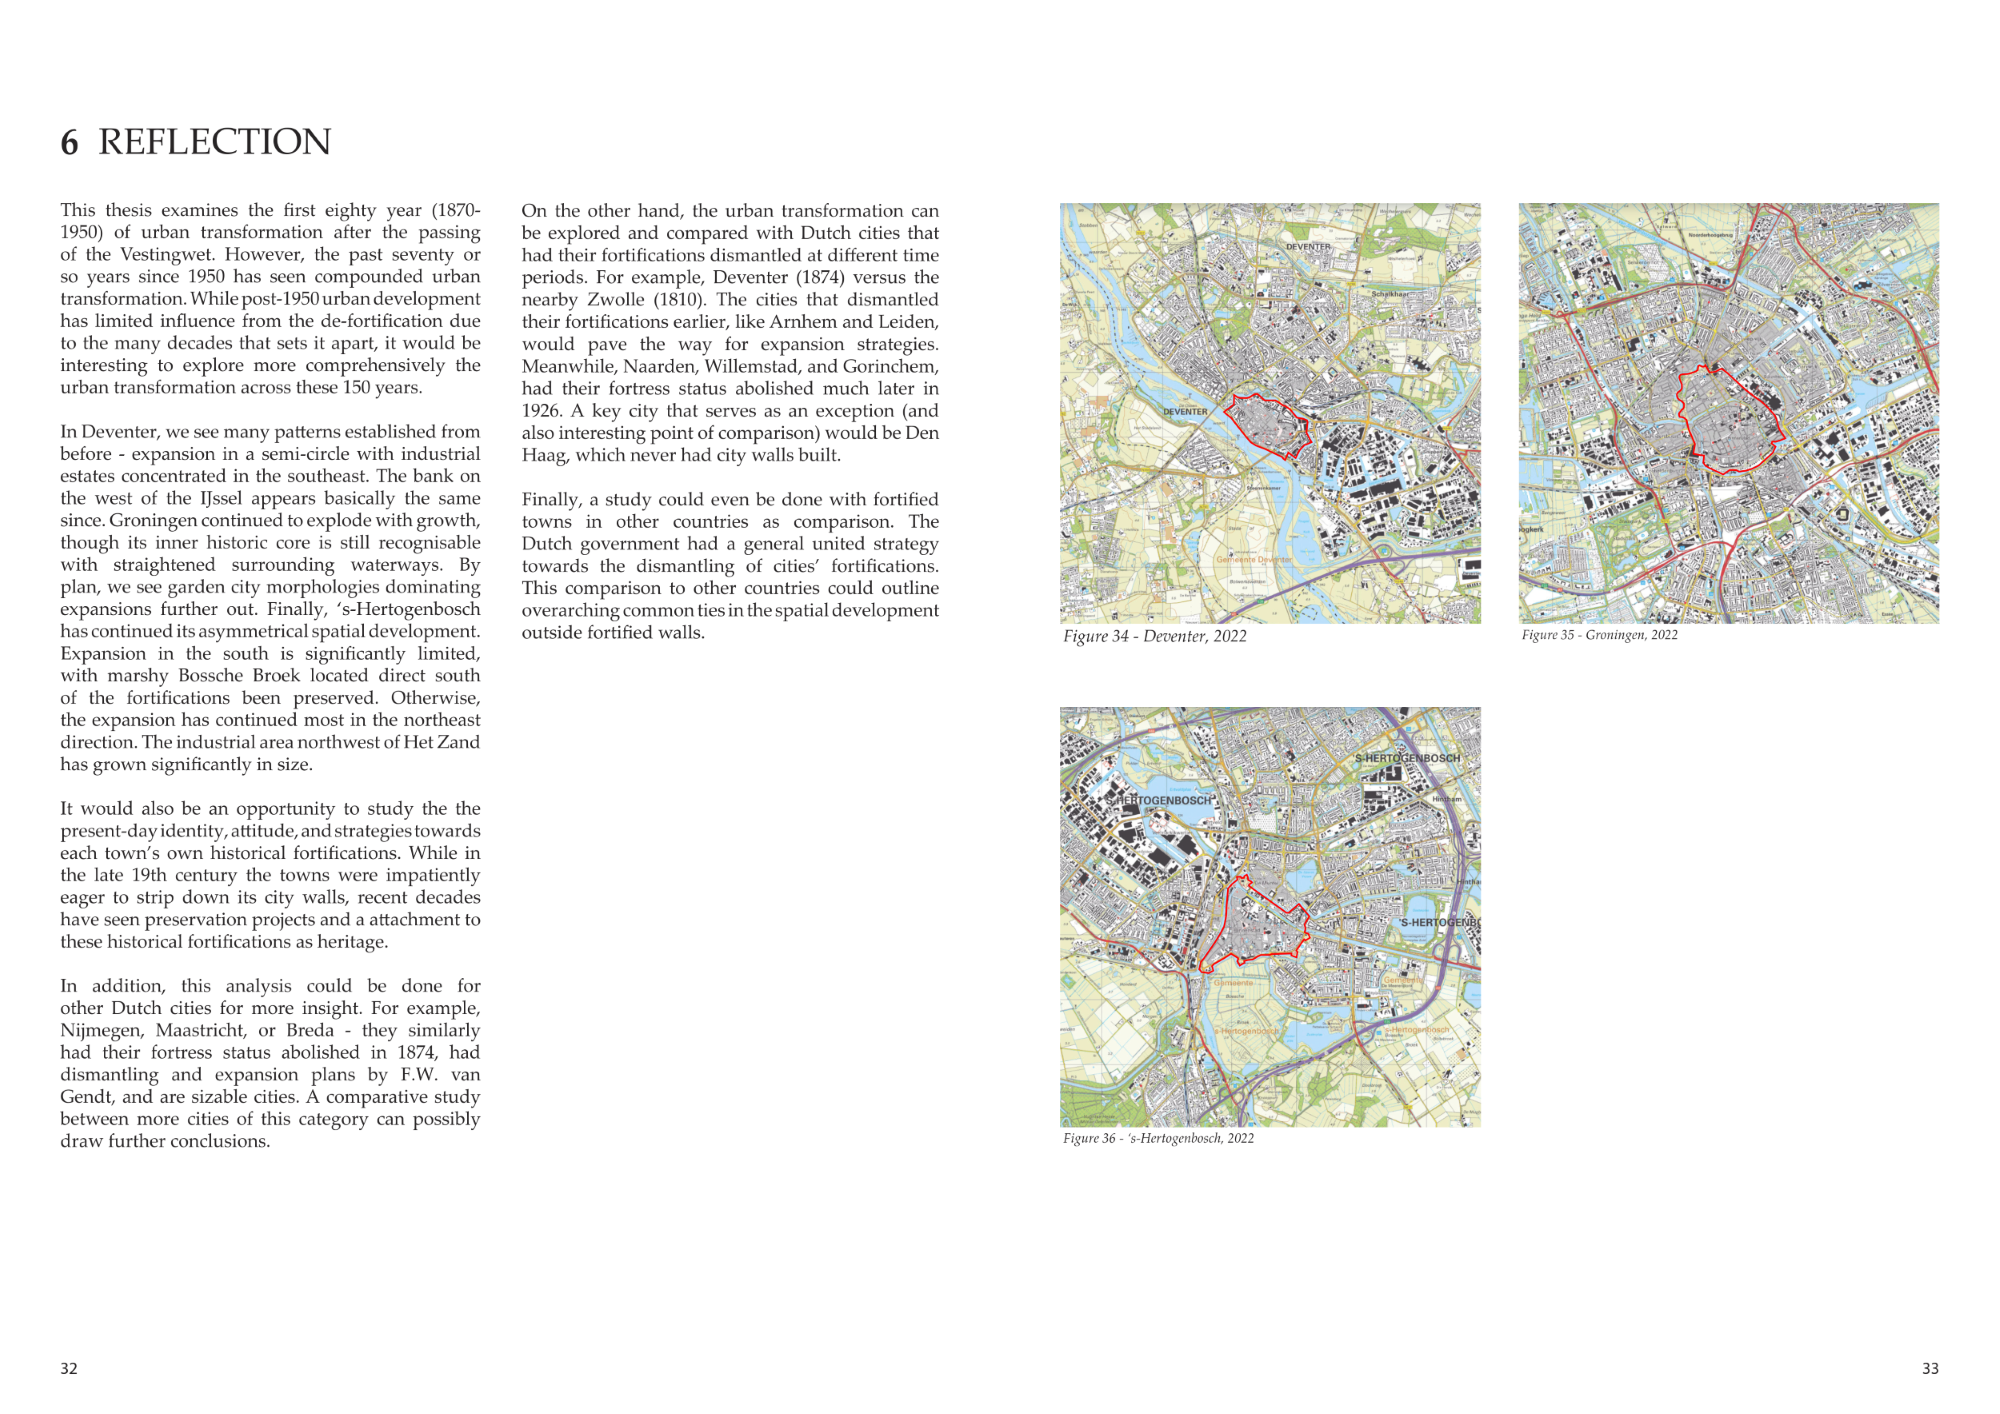 6 REFLECTION
This thesis examines the first eighty year (1870-
1950) of urban transformation after the passing
of the Vestingwet. However, the past seventy or
so years since 1950 has seen compounded urban
transformation. While post-1950 urban development
has limited influence from the de-fortification due
to the many decades that sets it apart, it would be
interesting to explore more comprehensively the
urban transformation across these 150 years.
In Deventer, we see many patterns established from
before - expansion in a semi-circle with industrial
estates concentrated in the southeast. The bank on
the west of the IJssel appears basically the same
since. Groningen continued to explode with growth,
though its inner historic core is still recognisable
with straightened surrounding waterways. By
plan, we see garden city morphologies dominating
expansions further out. Finally, ‘s-Hertogenbosch
has continued its asymmetrical spatial development.
Expansion in the south is significantly limited,
with marshy Bossche Broek located direct south
of the fortifications been preserved. Otherwise,
the expansion has continued most in the northeast
direction. The industrial area northwest of Het Zand
has grown significantly in size.
It would also be an opportunity to study the the
present-day identity, attitude, and strategies towards
each town’s own historical fortifications. While in
the late 19th century the towns were impatiently
eager to strip down its city walls, recent decades
have seen preservation projects and a attachment to
these historical fortifications as heritage.
In addition, this analysis could be done for
other Dutch cities for more insight. For example,
Nijmegen, Maastricht, or Breda - they similarly
had their fortress status abolished in 1874, had
dismantling and expansion plans by F.W. van
Gendt, and are sizable cities. A comparative study
between more cities of this category can possibly
draw further conclusions.
On the other hand, the urban transformation can
be explored and compared with Dutch cities that
had their fortifications dismantled at different time
periods. For example, Deventer (1874) versus the
nearby Zwolle (1810). The cities that dismantled
their fortifications earlier, like Arnhem and Leiden,
would pave the way for expansion strategies.
Meanwhile, Naarden, Willemstad, and Gorinchem,
had their fortress status abolished much later in
1926. A key city that serves as an exception (and
also interesting point of comparison) would be Den
Haag, which never had city walls built.
Finally, a study could even be done with fortified
towns in other countries as comparison. The
Dutch government had a general united strategy
towards the dismantling of cities’ fortifications.
This comparison to other countries could outline
overarching common ties in the spatial development
outside fortified walls.
DEVENTER
Schalkhaar
DEVENTER
Gemeente Deventer
Figure 34 - Deventer, 2022
Figure 35 - Groningen, 2022
'S-HERTOGENBOSCH
'S-HERTOGENBOSCH
Hintham
'S-HERTOGENB
Gemeente
Gemeente
's-Hertogenbosch
's-Hertogenbosch
Figure 36 - ‘s-Hertogenbosch, 2022
32
33